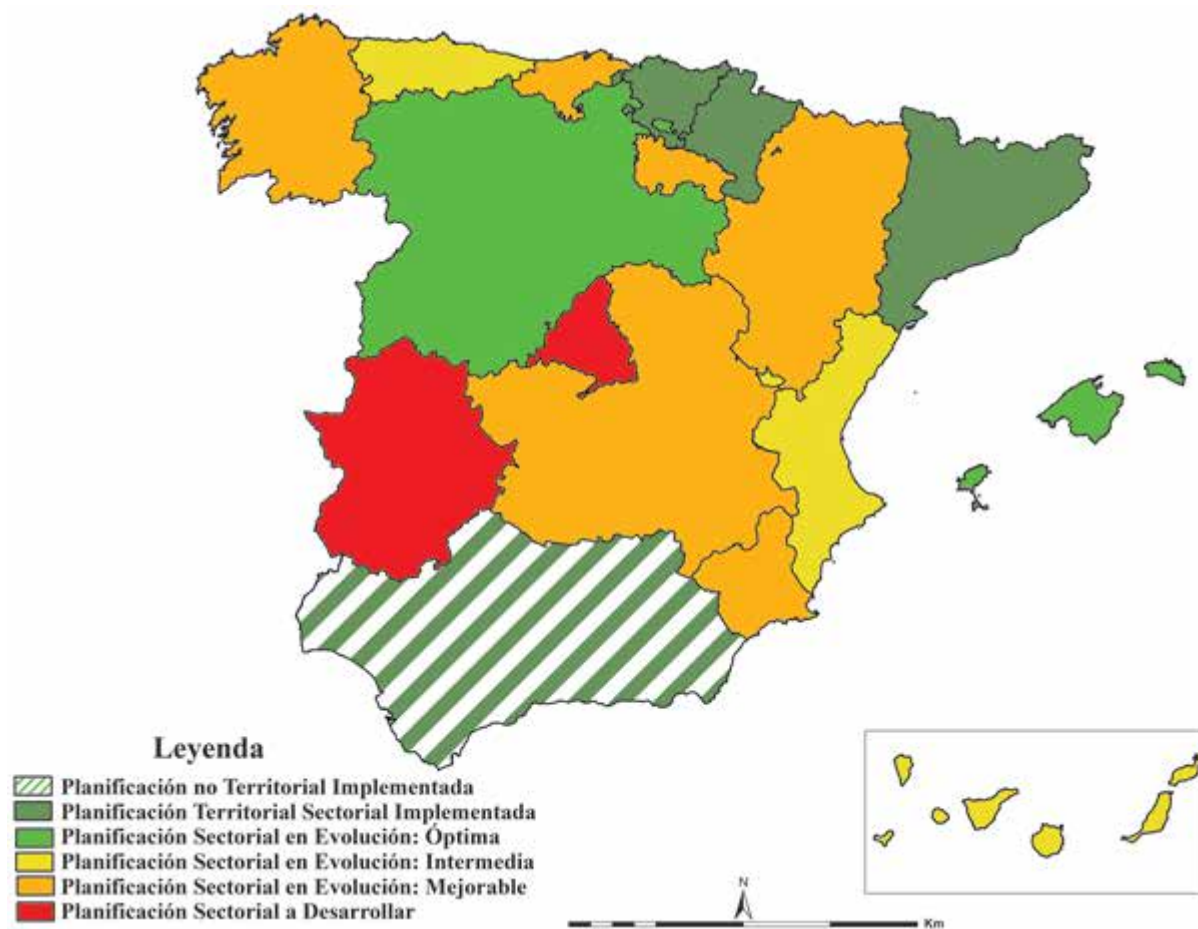 Leyenda
Planificación no Territorial Implementada
Planificación Territorial Sectorial Implementada
Planificación Sectorial en Evolución: Óptima
Planificación Sectorial en Evolución: Intermedia
Planificación Sectorial en Evolución: Mejorable
Planificación Sectorial a Desarrollar
N
Km